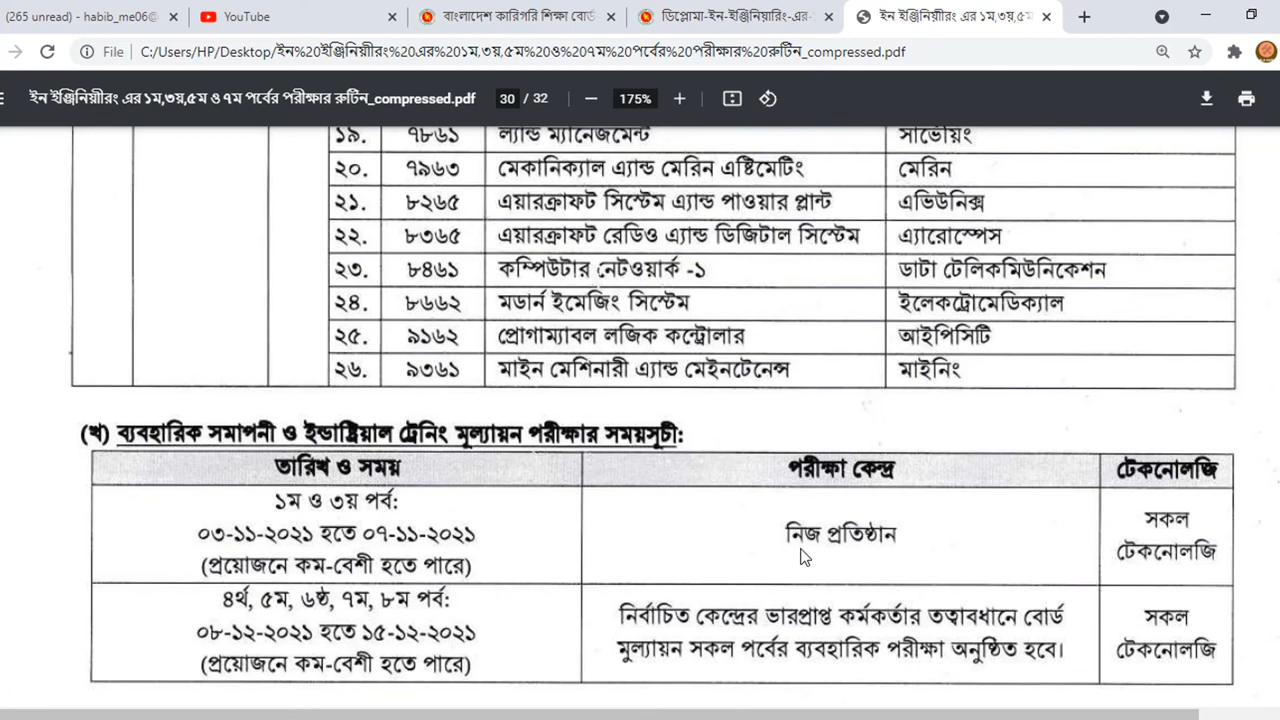 (265 unread) - habib_me06@
YouTube
বাংলাদেশ কারিগরি শিক্ষা বোর্ড
ডিপ্লোমা-ইন-ইঞ্জিনিয়ারিং-এর-
ইন ইঞ্জিনিয়ীরং এর ১ম,৩য়,৫ম
File
C:/Users/HP/Desktop/ইন%20ইঞ্জিনিয়ীরং%20এর%20১ম,৩য়,৫ম%20ও%20৭ম%20পর্বের%20পরীক্ষার%20রুটিন_compressed.pdf
ইন ইঞ্জিনিয়ীরং এর ১ম,৩য়,৫ম ও ৭ম পর্বের পরীক্ষার রুটিন_compressed.pdf
30 / 32
175%
১৯. ৭৮৬১ ল্যান্ড ম্যানেজমেন্ট সার্ভেয়িং
২০. ৭৯৬৩ মেকানিক্যাল এ্যান্ড মেরিন এষ্টিমেটিং মেরিন
২১. ৮২৬৫ এয়ারক্রাফট সিস্টেম এ্যান্ড পাওয়ার প্লান্ট এভিউনিক্স
২২. ৮৩৬৫ এয়ারক্রাফট রেডিও এ্যান্ড ডিজিটাল সিস্টেম এ্যারোস্পেস
২৩. ৮৪৬১ কম্পিউটার নেটওয়ার্ক -১ ডাটা টেলিকমিউনিকেশন
২৪. ৮৬৬২ মডার্ন ইমেজিং সিস্টেম ইলেকট্রোমেডিক্যাল
২৫. ৯১৬২ প্রোগাম্যাবল লজিক কন্ট্রোলার আইপিসিটি
২৬. ৯৩৬১ মাইন মেশিনারী এ্যান্ড মেইনটেনেন্স মাইনিং
(খ) ব্যবহারিক সমাপনী ও ইন্ডাষ্ট্রিয়াল ট্রেনিং মূল্যায়ন পরীক্ষার সময়সূচী:
তারিখ ও সময় পরীক্ষা কেন্দ্র টেকনোলজি
১ম ও ৩য় পর্ব:
০৩-১১-২০২১ হতে ০৭-১১-২০২১
(প্রয়োজনে কম-বেশী হতে পারে)
নিজ প্রতিষ্ঠান
সকল
টেকনোলজি
৪র্থ, ৫ম, ৬ষ্ঠ, ৭ম, ৮ম পর্ব:
০৮-১২-২০২১ হতে ১৫-১২-২০২১
(প্রয়োজনে কম-বেশী হতে পারে)
নির্বাচিত কেন্দ্রের ভারপ্রাপ্ত কর্মকর্তার তত্বাবধানে বোর্ড
মূল্যায়ন সকল পর্বের ব্যবহারিক পরীক্ষা অনুষ্ঠিত হবে।
সকল
টেকনোলজি